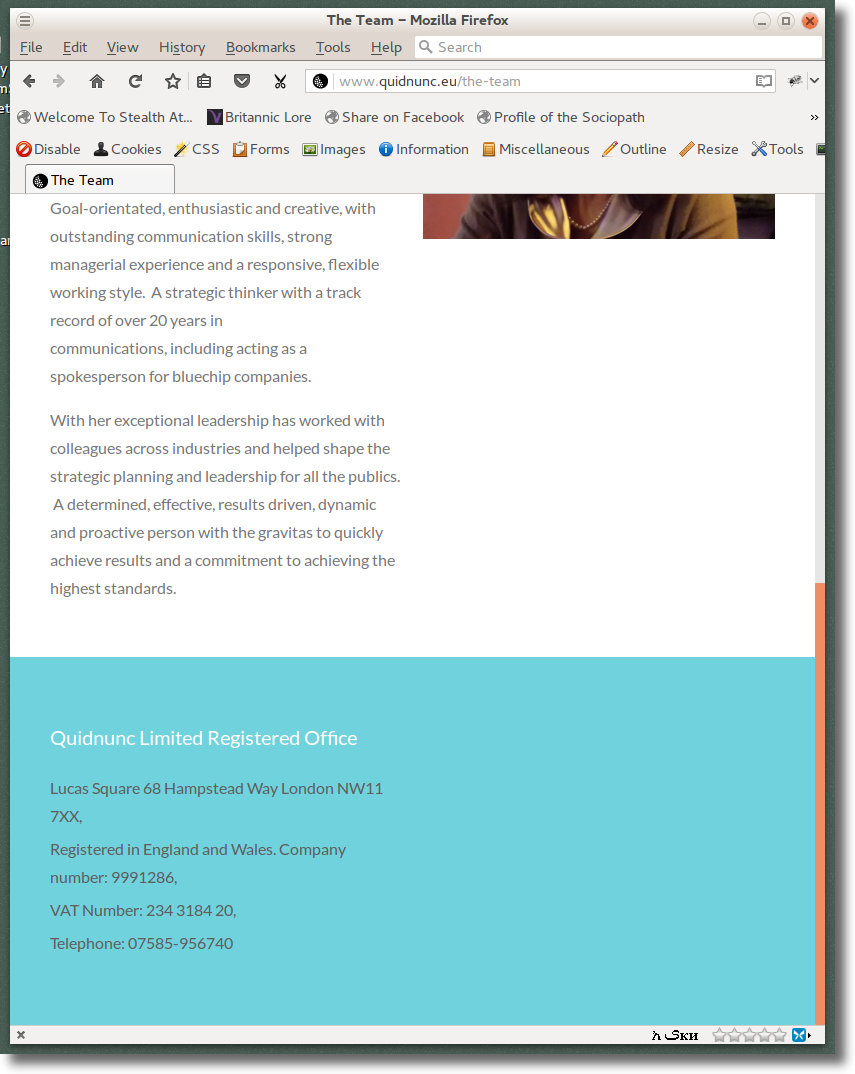 The Team – Mozilla Firefox
File Edit View History Bookmarks Tools Help Search
www.quidnunc.eu/the-team
Welcome To Stealth At... Britannic Lore Share on Facebook Profile of the Sociopath »
Disable Cookies CSS Forms Images Information Miscellaneous Outline Resize Tools
The Team
Goal-orientated, enthusiastic and creative, with
outstanding communication skills, strong
managerial experience and a responsive, flexible
working style.  A strategic thinker with a track
record of over 20 years in
communications, including acting as a
spokesperson for bluechip companies.
With her exceptional leadership has worked with
colleagues across industries and helped shape the
strategic planning and leadership for all the publics.
A determined, effective, results driven, dynamic
and proactive person with the gravitas to quickly
achieve results and a commitment to achieving the
highest standards.
Quidnunc Limited Registered Office
Lucas Square 68 Hampstead Way London NW11
7XX,
Registered in England and Wales. Company
number: 9991286,
VAT Number: 234 3184 20,
Telephone: 07585-956740